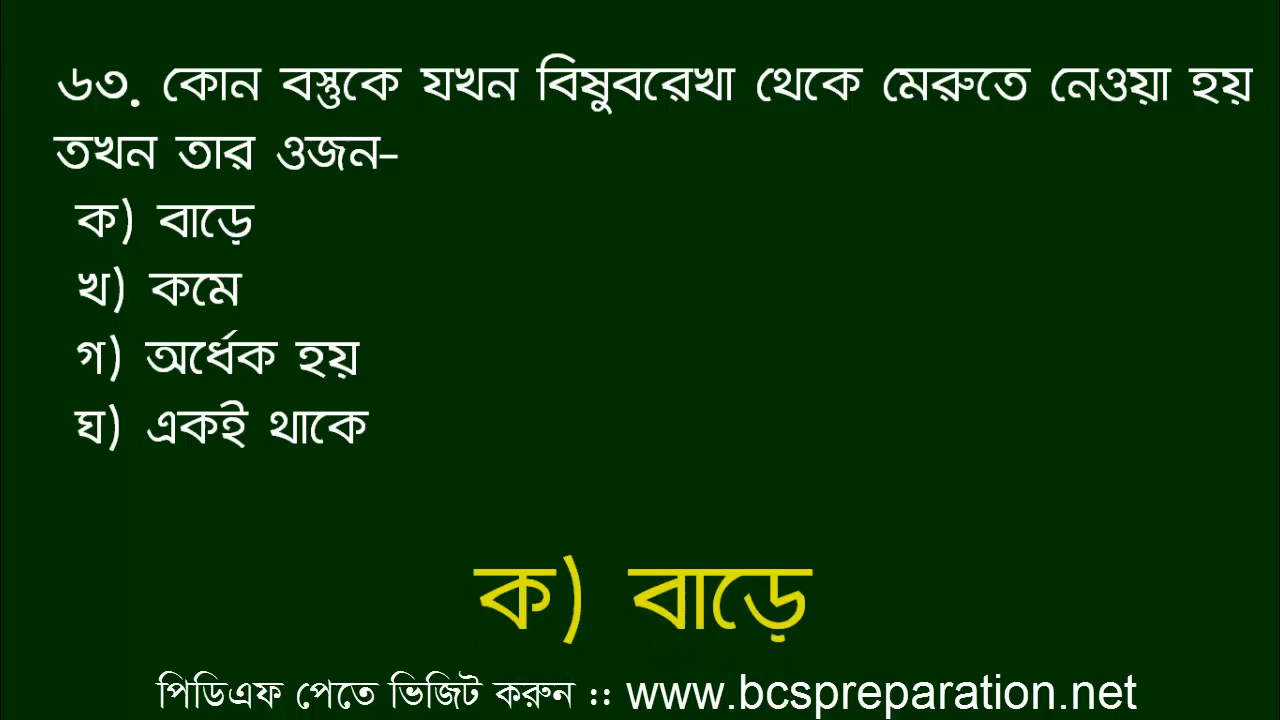 ৬৩. কোন বস্তুকে যখন বিষুবরেখা থেকে মেরুতে নেওয়া হয়
তখন তার ওজন-
ক) বাড়ে
খ) কমে
গ) অর্ধেক হয়
ঘ) একই থাকে
ক) বাড়ে
পিডিএফ পেতে ভিজিট করুন :: www.bcspreparation.net